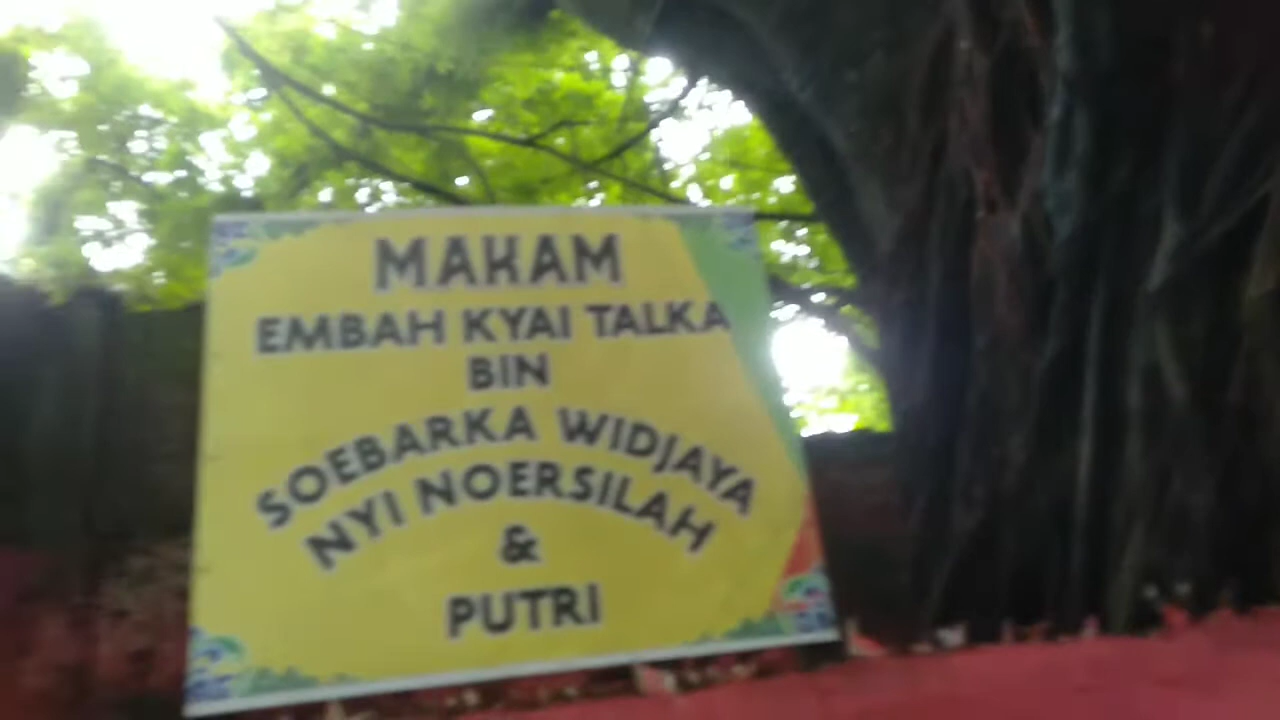 MAKAM
EMBAH KYAI TALKA
BIN
SOEBARKA WIDJAYA
NYI NOERSILAH
&
PUTRI